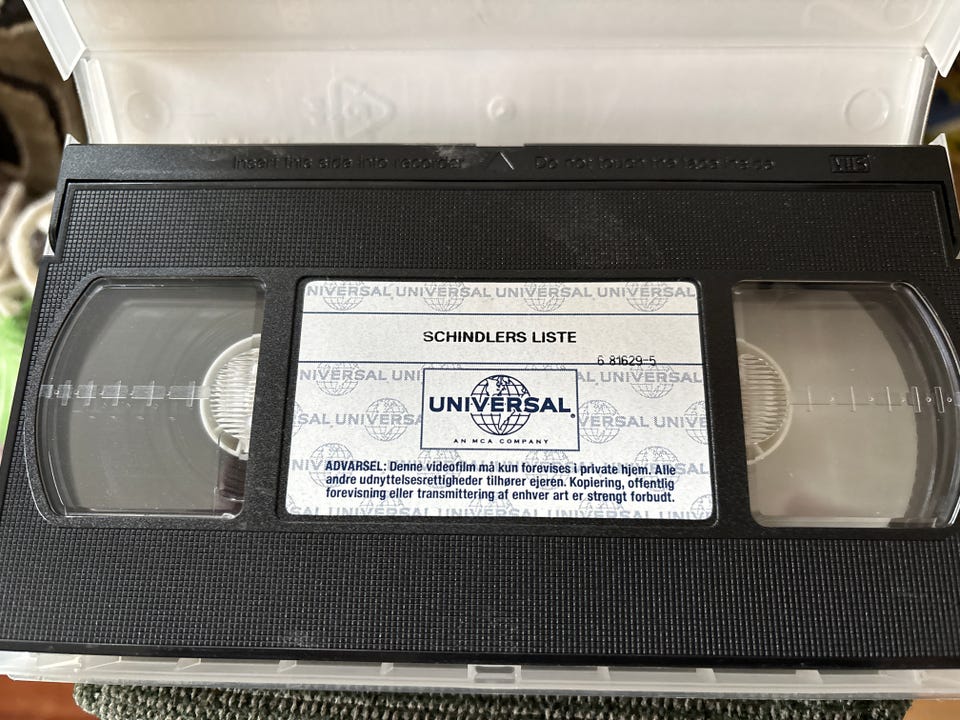 Insert this side into recorder Do not touch the tape inside
VHS
UNIVERSAL UNIVERSAL UNIVERSAL UNIVERSAL
SCHINDLERS LISTE
6 81629-5
UNIVERSAL
AN MCA COMPANY
ADVARSEL: Denne videofilm må kun forevises i private hjem. Alle
andre udnyttelsesrettigheder tilhører ejeren. Kopiering, offentlig
forevisning eller transmittering af enhver art er strengt forbudt.